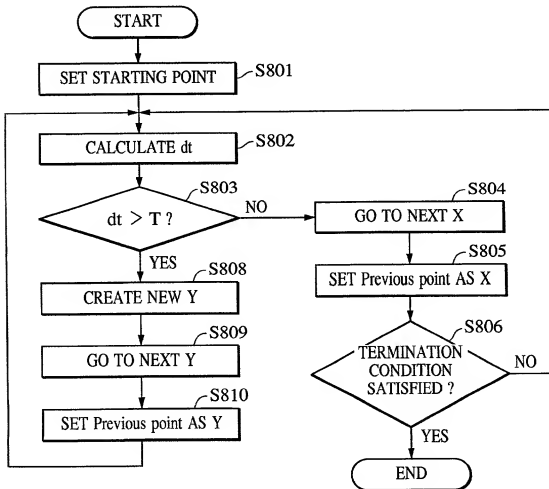 START
SET STARTING POINT
S801
CALCULATE dt
S802
dt > T ?
S803
NO
YES
GO TO NEXT X
S804
SET Previous point AS X
S805
TERMINATION
CONDITION
SATISFIED ?
S806
NO
YES
END
CREATE NEW Y
S808
GO TO NEXT Y
S809
SET Previous point AS Y
S810